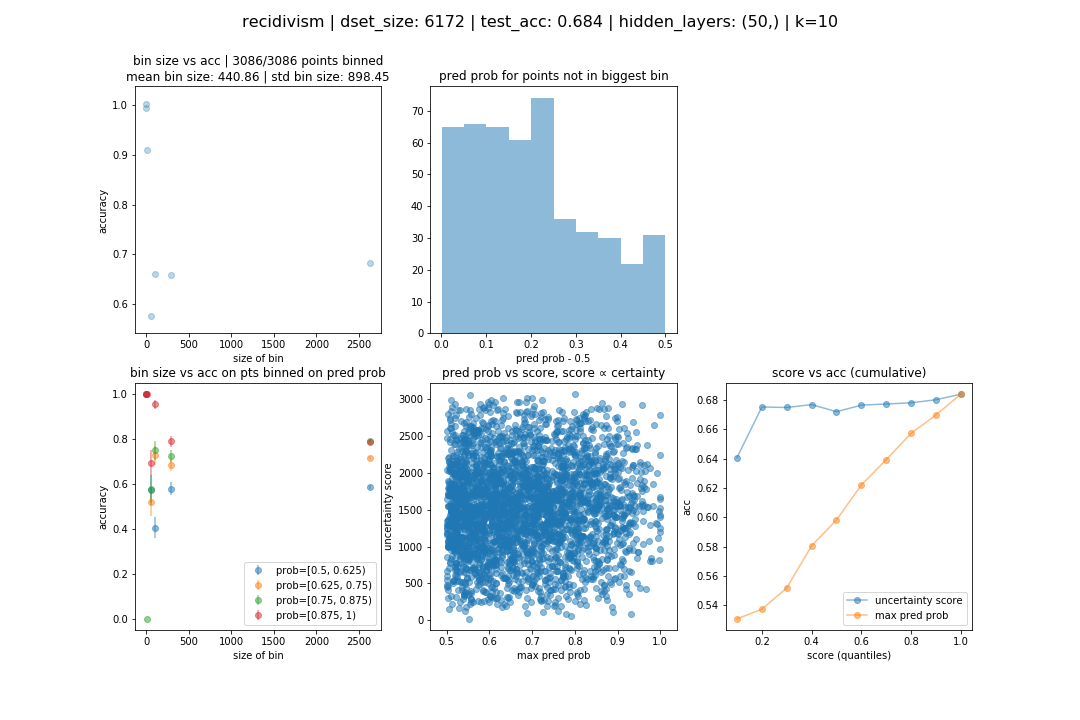 recidivism | dset_size: 6172 | test_acc: 0.684 | hidden_layers: (50,) | k=10
bin size vs acc | 3086/3086 points binned
mean bin size: 440.86 | std bin size: 898.45
1.0
0.9
0.8
0.7
0.6
accuracy
0
500
1000
1500
2000
2500
size of bin
pred prob for points not in biggest bin
70
60
50
40
30
20
10
0
0.0
0.1
0.2
0.3
0.4
0.5
pred prob - 0.5
bin size vs acc on pts binned on pred prob
1.0
0.8
0.6
0.4
0.2
0.0
accuracy
prob=[0.5, 0.625)
prob=[0.625, 0.75)
prob=[0.75, 0.875)
prob=[0.875, 1)
0
500
1000
1500
2000
2500
size of bin
pred prob vs score, score ∝ certainty
3000
2500
2000
1500
1000
500
0
uncertainty score
0.5
0.6
0.7
0.8
0.9
1.0
max pred prob
score vs acc (cumulative)
0.68
0.66
0.64
0.62
0.60
0.58
0.56
0.54
acc
uncertainty score
max pred prob
0.2
0.4
0.6
0.8
1.0
score (quantiles)